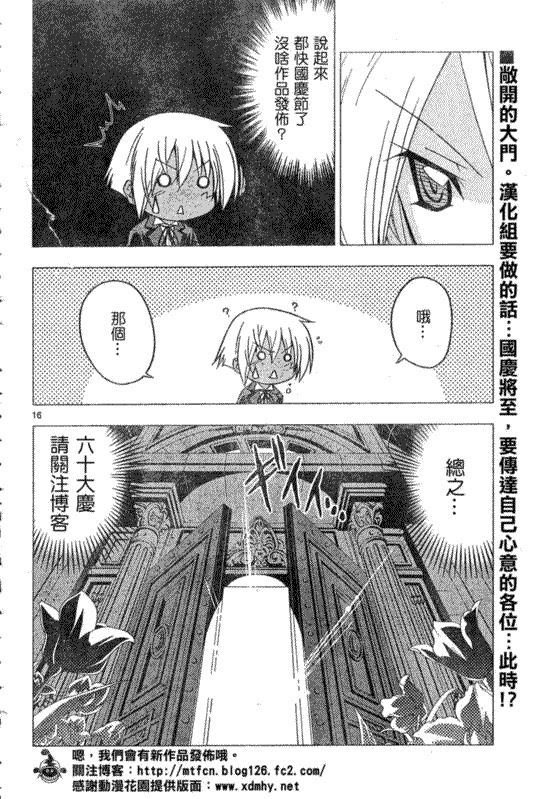 ■敞開的大門。漢化組要做的話…國慶將至，要傳達自己心意的各位…此時!?
說起來
都快國慶節了
沒啥作品發佈？
哦…
那個…
16
總之…
六十大慶
請關注博客
嗯，我們會有新作品發佈哦。
關注博客：http://mtfcn.blog126.fc2.com/
感謝動漫花園提供版面：www.xdmhy.net/